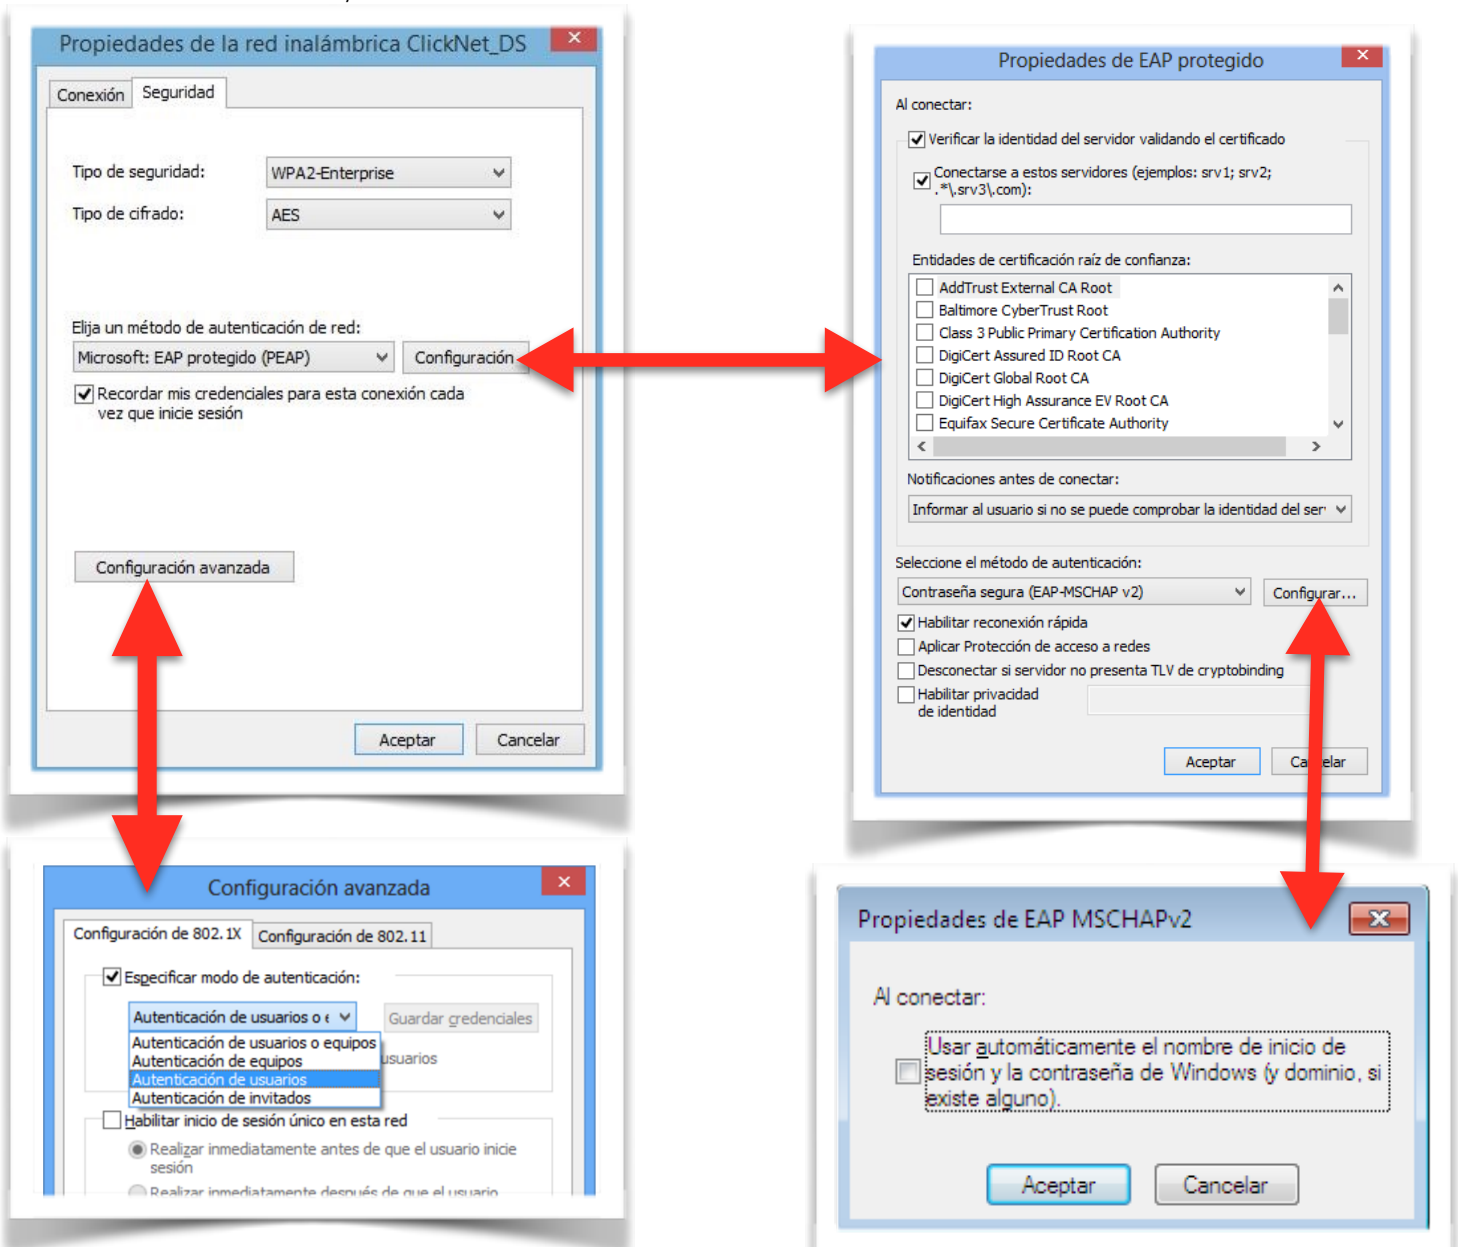 Propiedades de la red inalámbrica ClickNet_DS
Conexión
Seguridad
Tipo de seguridad:
WPA2-Enterprise
Tipo de cifrado:
AES
Elija un método de autenticación de red:
Microsoft: EAP protegido (PEAP)
Configuración
Recordar mis credenciales para esta conexión cada
vez que inicie sesión
Configuración avanzada
Aceptar
Cancelar
Propiedades de EAP protegido
Al conectar:
Verificar la identidad del servidor validando el certificado
Conectarse a estos servidores (ejemplos: srv1; srv2;
.*\.srv3\.com):
Entidades de certificación raíz de confianza:
AddTrust External CA Root
Baltimore CyberTrust Root
Class 3 Public Primary Certification Authority
DigiCert Assured ID Root CA
DigiCert Global Root CA
DigiCert High Assurance EV Root CA
Equifax Secure Certificate Authority
Notificaciones antes de conectar:
Informar al usuario si no se puede comprobar la identidad del ser
Seleccione el método de autenticación:
Contraseña segura (EAP-MSCHAP v2)
Configurar...
Habilitar reconexión rápida
Aplicar Protección de acceso a redes
Desconectar si servidor no presenta TLV de cryptobinding
Habilitar privacidad
de identidad
Aceptar
Cancelar
Configuración avanzada
Configuración de 802.1X
Configuración de 802.11
Especificar modo de autenticación:
Autenticación de usuarios o e
Guardar credenciales
Autenticación de usuarios o equipos
Autenticación de equipos
usuarios
Autenticación de usuarios
Autenticación de invitados
Habilitar inicio de sesión único en esta red
Realizar inmediatamente antes de que el usuario inicie
sesión
Realizar inmediatamente después de que el usuario
Propiedades de EAP MSCHAPv2
Al conectar:
Usar automáticamente el nombre de inicio de
sesión y la contraseña de Windows (y dominio, si
existe alguno).
Aceptar
Cancelar